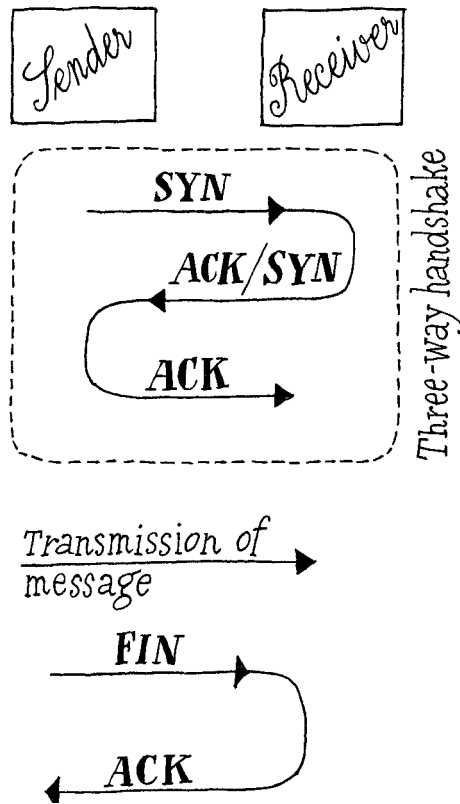 Sender
Receiver
SYN
ACK/SYN
ACK
Three-way handshake
Transmission of
message
FIN
ACK